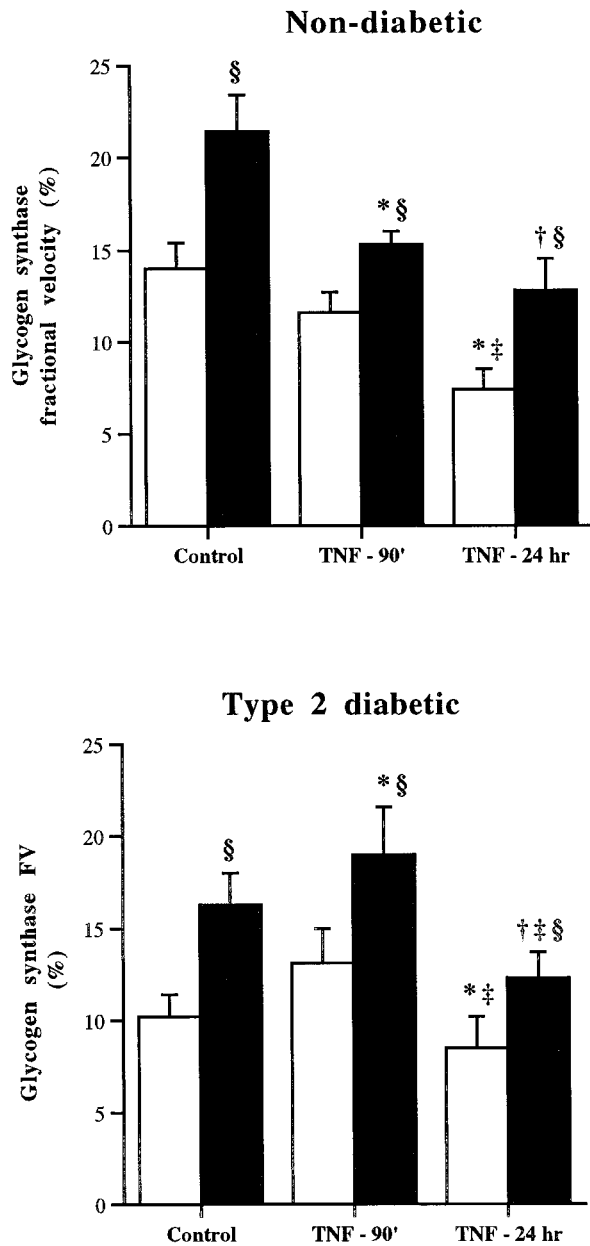 Non-diabetic
Glycogen synthase
fractional velocity (%)
25
20
15
10
5
0
§
* §
* ‡
† §
Control
TNF - 90'
TNF - 24 hr
Type 2 diabetic
Glycogen synthase FV
(%)
25
20
15
10
5
0
§
* §
* ‡
† ‡ §
Control
TNF - 90'
TNF - 24 hr